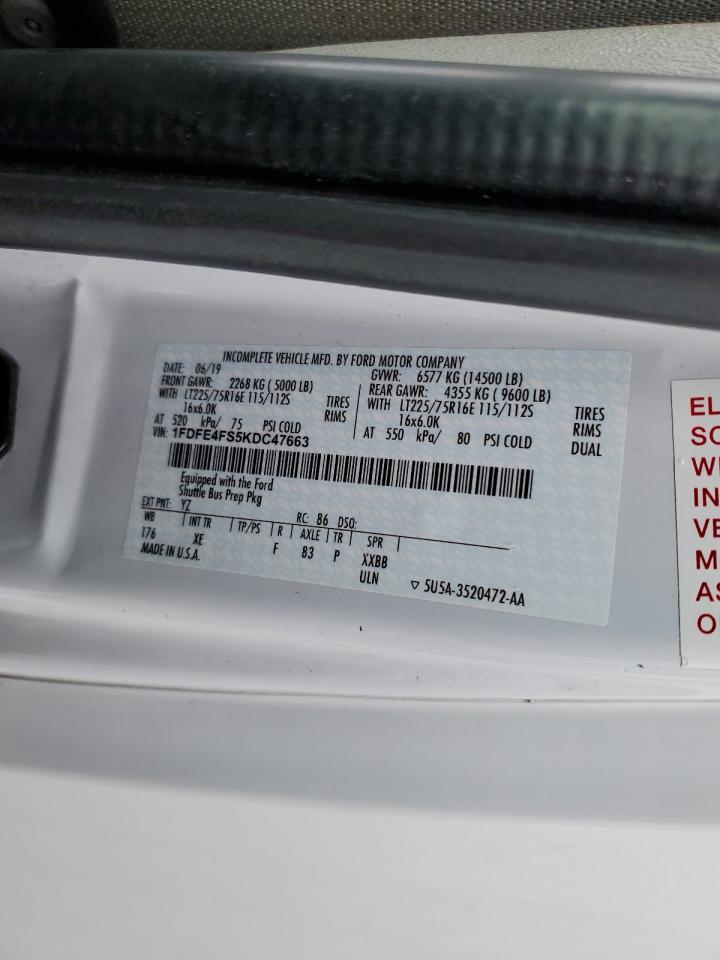 INCOMPLETE VEHICLE MFD. BY FORD MOTOR COMPANY
DATE: 06/19 GVWR: 6577 KG (14500 LB)
FRONT GAWR: 2268 KG ( 5000 LB) REAR GAWR: 4355 KG ( 9600 LB)
WITH LT225/75R16E 115/112S TIRES WITH LT225/75R16E 115/112S TIRES
16x6.0K RIMS 16x6.0K RIMS
AT 520 kPa/ 75 PSI COLD AT 550 kPa/ 80 PSI COLD DUAL
VIN: 1FDFE4FS5KDC47663
Equipped with the Ford
Shuttle Bus Prep Pkg
EXT PNT: YZ RC: 86 DSO:
WB INT TR TP/PS R AXLE TR SPR
176 XE F 83 P XXBB
MADE IN U.S.A. ULN ▽ 5U5A-3520472-AA
EL
SC
WI
IN
VE
M
AS